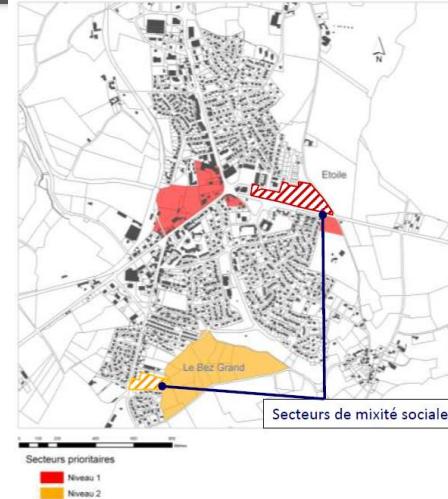 N
Etoile
Le Bez Grand
Secteurs de mixité sociale
Secteurs prioritaires
Niveau 1
Niveau 2